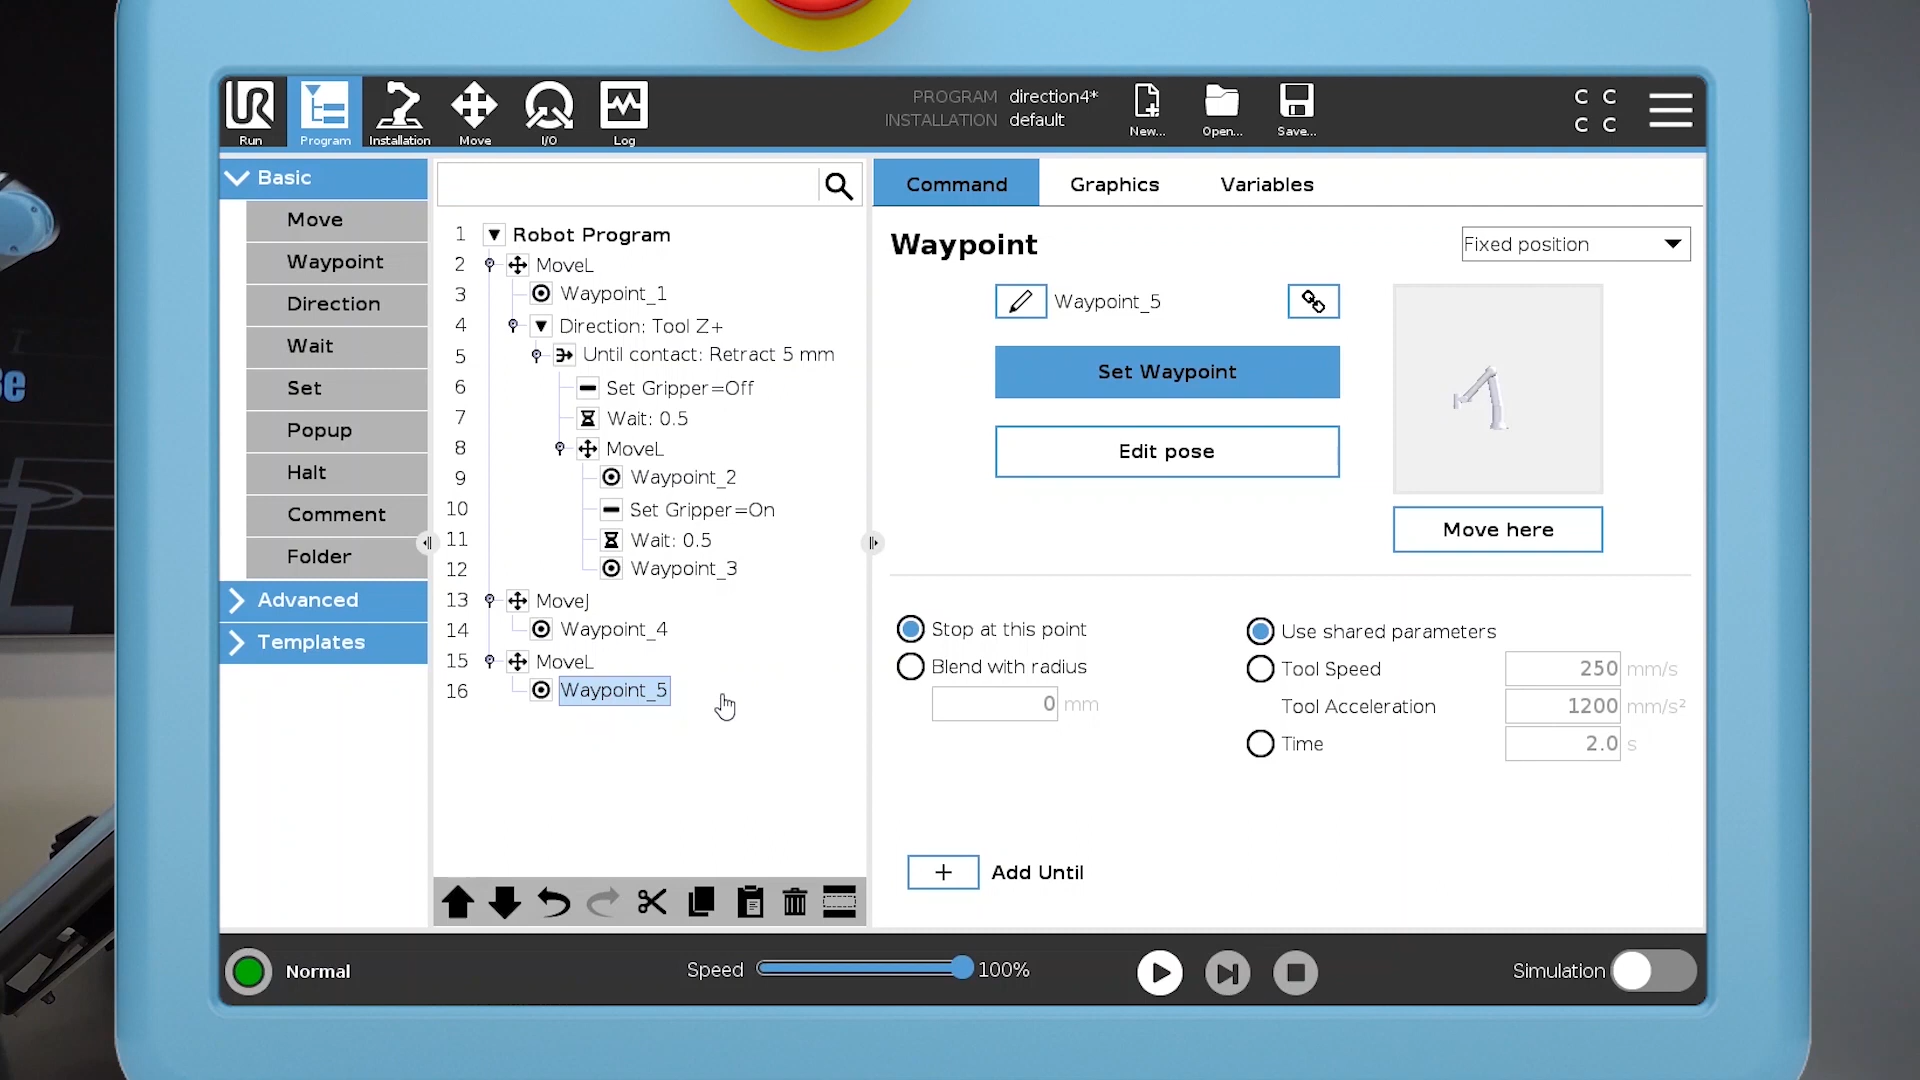 Run
Program
Installation
Move
I/O
Log
PROGRAM direction4*
INSTALLATION default
New...
Open...
Save...
C C
C C
Basic
Move
Waypoint
Direction
Wait
Set
Popup
Halt
Comment
Folder
Advanced
Templates
1 Robot Program
2 MoveL
3 Waypoint_1
4 Direction: Tool Z+
5 Until contact: Retract 5 mm
6 Set Gripper=Off
7 Wait: 0.5
8 MoveL
9 Waypoint_2
10 Set Gripper=On
11 Wait: 0.5
12 Waypoint_3
13 MoveJ
14 Waypoint_4
15 MoveL
16 Waypoint_5
Command Graphics Variables
Waypoint
Fixed position
Waypoint_5
Set Waypoint
Edit pose
Move here
Stop at this point
Blend with radius
0 mm
Use shared parameters
Tool Speed 250 mm/s
Tool Acceleration 1200 mm/s²
Time 2.0 s
+ Add Until
Normal
Speed 100%
Simulation